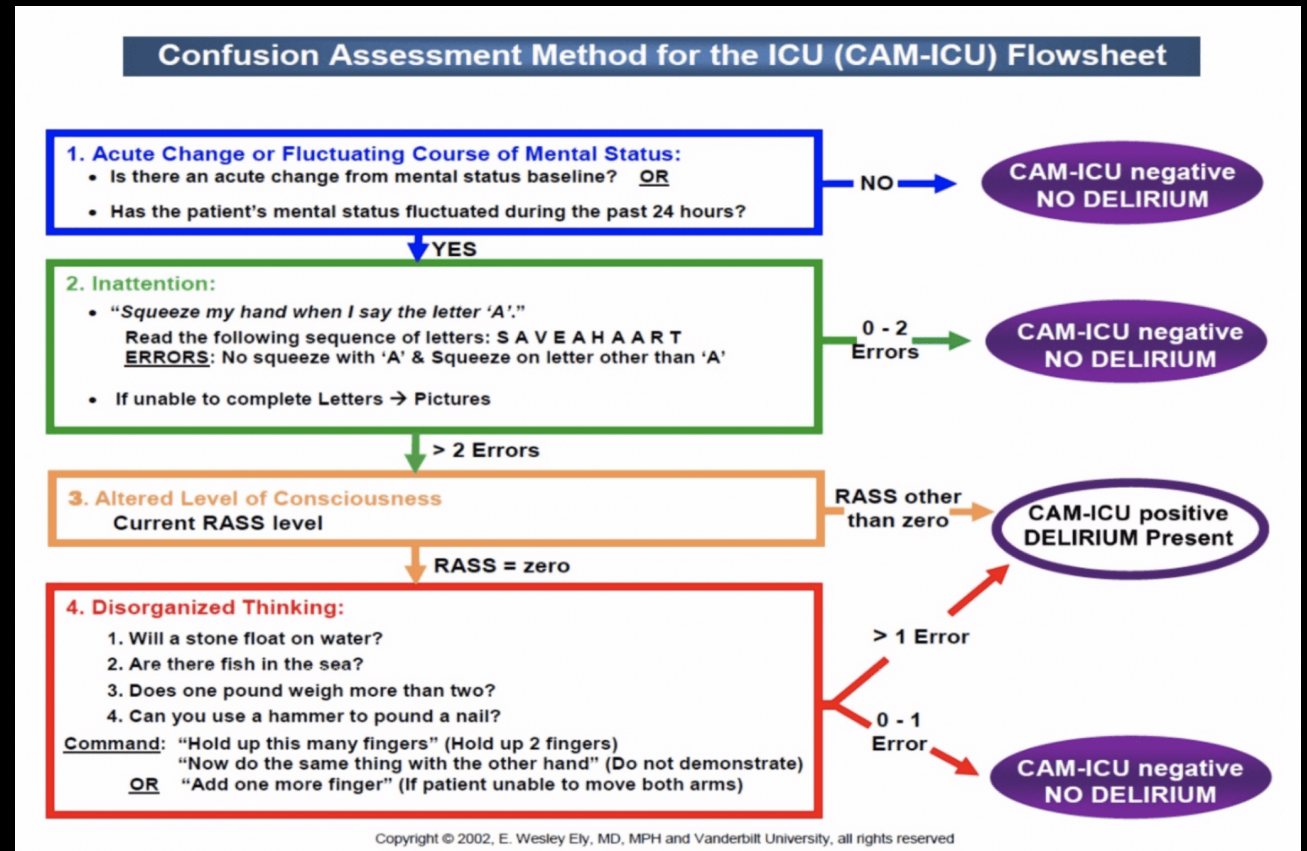 Confusion Assessment Method for the ICU (CAM-ICU) Flowsheet
1. Acute Change or Fluctuating Course of Mental Status:
• Is there an acute change from mental status baseline? OR
• Has the patient's mental status fluctuated during the past 24 hours?
NO
CAM-ICU negative
NO DELIRIUM
YES
2. Inattention:
• “Squeeze my hand when I say the letter ‘A’.”
Read the following sequence of letters: S A V E A H A A R T
ERRORS: No squeeze with ‘A’ & Squeeze on letter other than ‘A’
• If unable to complete Letters → Pictures
0 - 2
Errors
CAM-ICU negative
NO DELIRIUM
> 2 Errors
3. Altered Level of Consciousness
Current RASS level
RASS other
than zero
CAM-ICU positive
DELIRIUM Present
RASS = zero
4. Disorganized Thinking:
1. Will a stone float on water?
2. Are there fish in the sea?
3. Does one pound weigh more than two?
4. Can you use a hammer to pound a nail?
Command: “Hold up this many fingers” (Hold up 2 fingers)
“Now do the same thing with the other hand” (Do not demonstrate)
OR “Add one more finger” (If patient unable to move both arms)
> 1 Error
0 - 1
Error
CAM-ICU negative
NO DELIRIUM
Copyright © 2002, E. Wesley Ely, MD, MPH and Vanderbilt University, all rights reserved